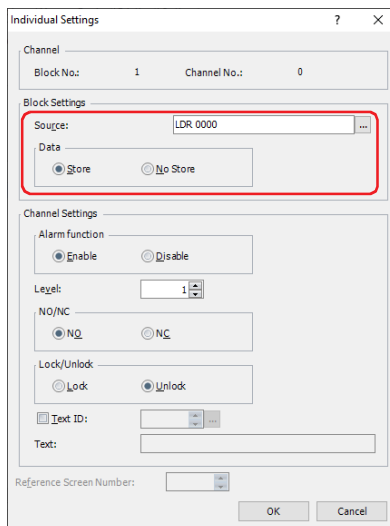 Individual Settings ? ×
Channel
Block No.: 1 Channel No.: 0
Block Settings
Source: LDR 0000 ...
Data
Store No Store
Channel Settings
Alarm function
Enable Disable
Level: 1
NO/NC
NO NC
Lock/Unlock
Lock Unlock
Text ID: ...
Text:
Reference Screen Number:
OK Cancel